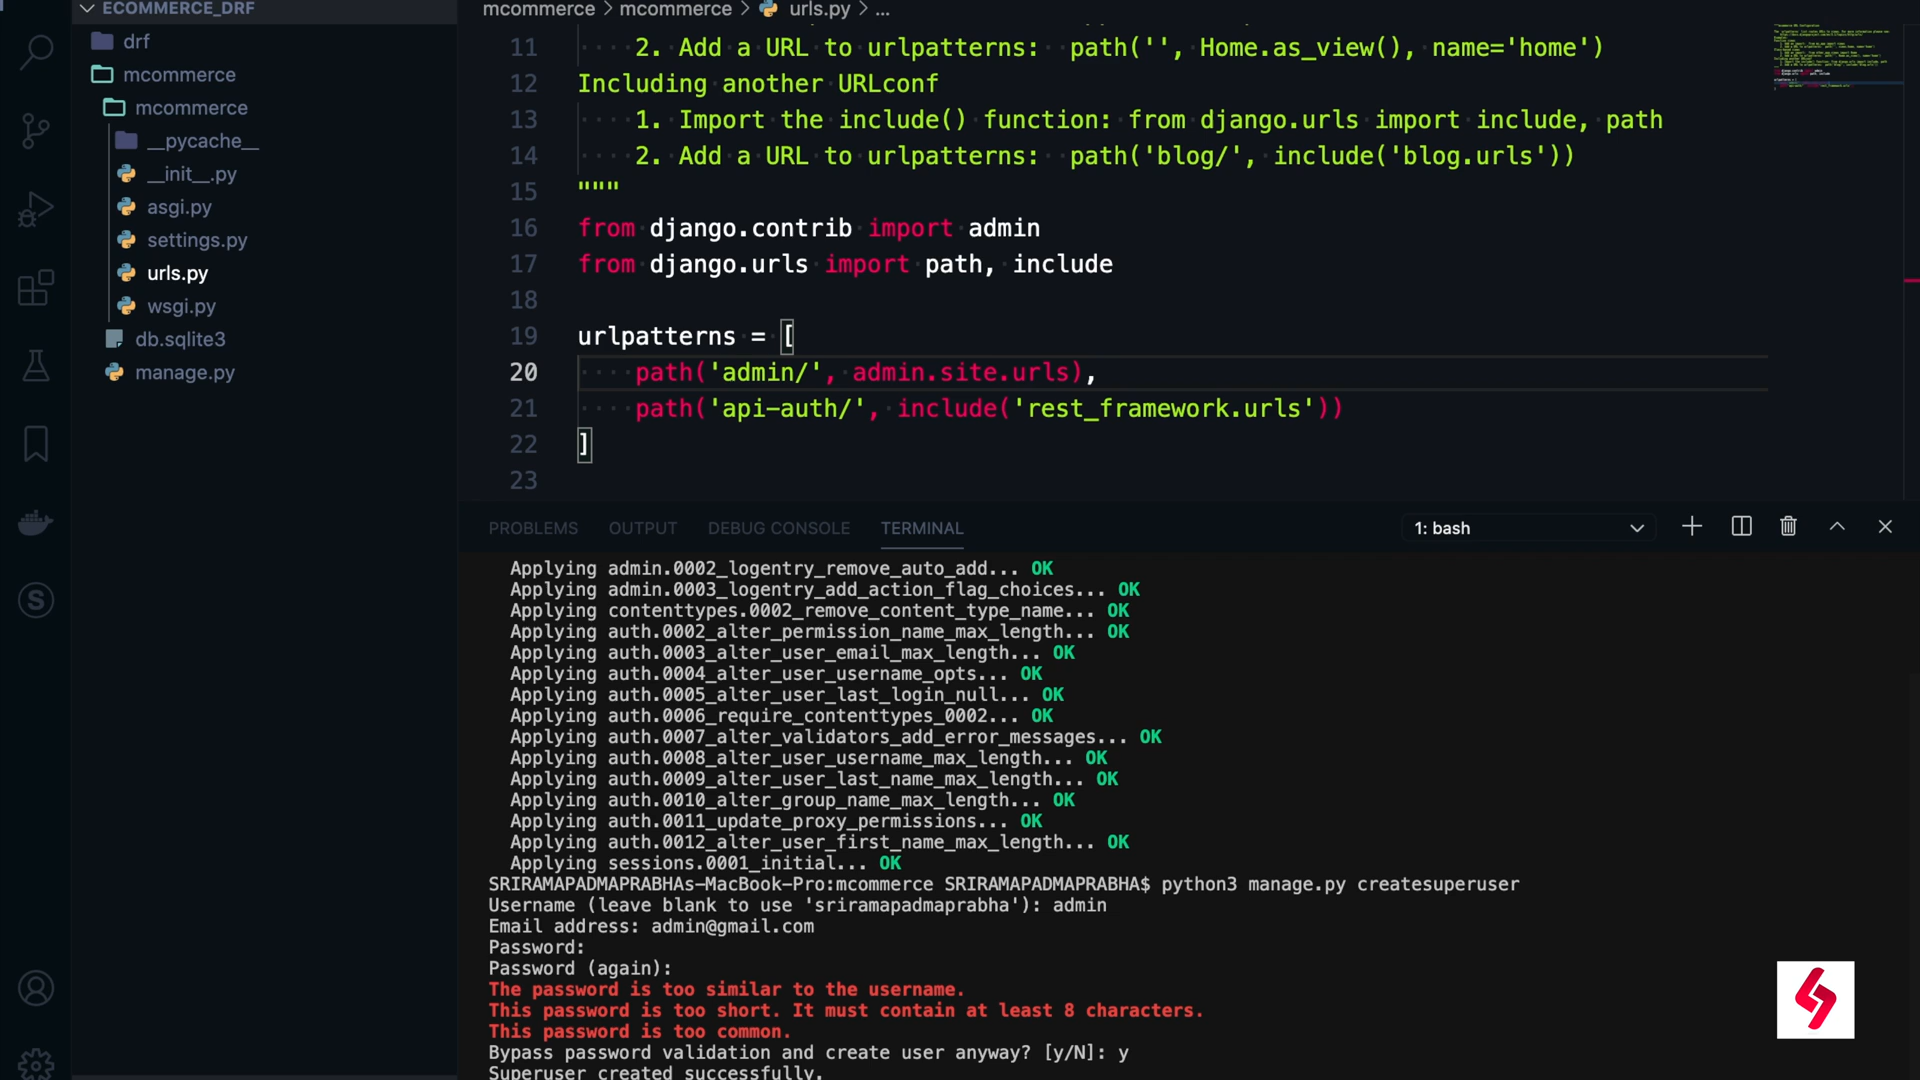 ECOMMERCE_DRF
drf
mcommerce
mcommerce
__pycache__
__init__.py
asgi.py
settings.py
urls.py
wsgi.py
db.sqlite3
manage.py
mcommerce > mcommerce > urls.py > ...
11 2. Add a URL to urlpatterns:  path('', Home.as_view(), name='home')
12 Including another URLconf
13 1. Import the include() function: from django.urls import include, path
14 2. Add a URL to urlpatterns:  path('blog/', include('blog.urls'))
15 """
16 from django.contrib import admin
17 from django.urls import path, include
18
19 urlpatterns = [
20 path('admin/', admin.site.urls),
21 path('api-auth/', include('rest_framework.urls'))
22 ]
23
PROBLEMS OUTPUT DEBUG CONSOLE TERMINAL 1: bash
Applying admin.0002_logentry_remove_auto_add... OK
Applying admin.0003_logentry_add_action_flag_choices... OK
Applying contenttypes.0002_remove_content_type_name... OK
Applying auth.0002_alter_permission_name_max_length... OK
Applying auth.0003_alter_user_email_max_length... OK
Applying auth.0004_alter_user_username_opts... OK
Applying auth.0005_alter_user_last_login_null... OK
Applying auth.0006_require_contenttypes_0002... OK
Applying auth.0007_alter_validators_add_error_messages... OK
Applying auth.0008_alter_user_username_max_length... OK
Applying auth.0009_alter_user_last_name_max_length... OK
Applying auth.0010_alter_group_name_max_length... OK
Applying auth.0011_update_proxy_permissions... OK
Applying auth.0012_alter_user_first_name_max_length... OK
Applying sessions.0001_initial... OK
SRIRAMAPADMAPRABHAs-MacBook-Pro:mcommerce SRIRAMAPADMAPRABHA$ python3 manage.py createsuperuser
Username (leave blank to use 'sriramapadmaprabha'): admin
Email address: admin@gmail.com
Password:
Password (again):
The password is too similar to the username.
This password is too short. It must contain at least 8 characters.
This password is too common.
Bypass password validation and create user anyway? [y/N]: y
Superuser created successfully.